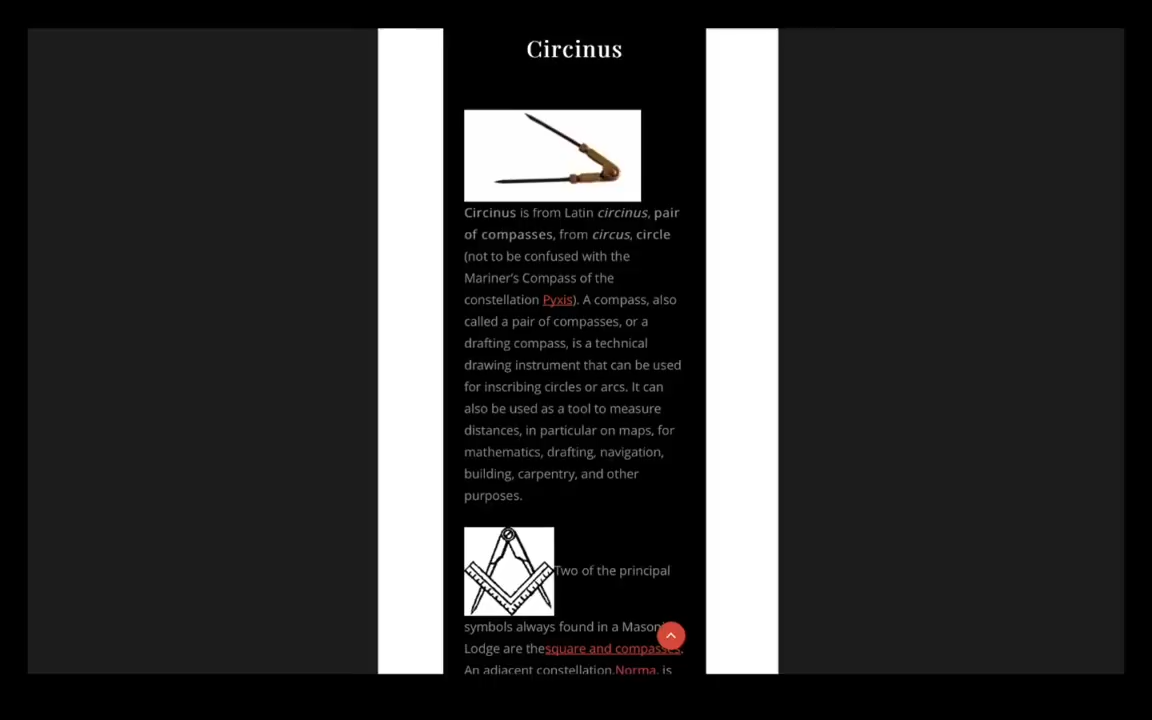 Circinus
Circinus is from Latin circinus, pair
of compasses, from circus, circle
(not to be confused with the
Mariner's Compass of the
constellation Pyxis). A compass, also
called a pair of compasses, or a
drafting compass, is a technical
drawing instrument that can be used
for inscribing circles or arcs. It can
also be used as a tool to measure
distances, in particular on maps, for
mathematics, drafting, navigation,
building, carpentry, and other
purposes.
Two of the principal
symbols always found in a Masonic
Lodge are thesquare and compasses.
An adjacent constellation,Norma, is